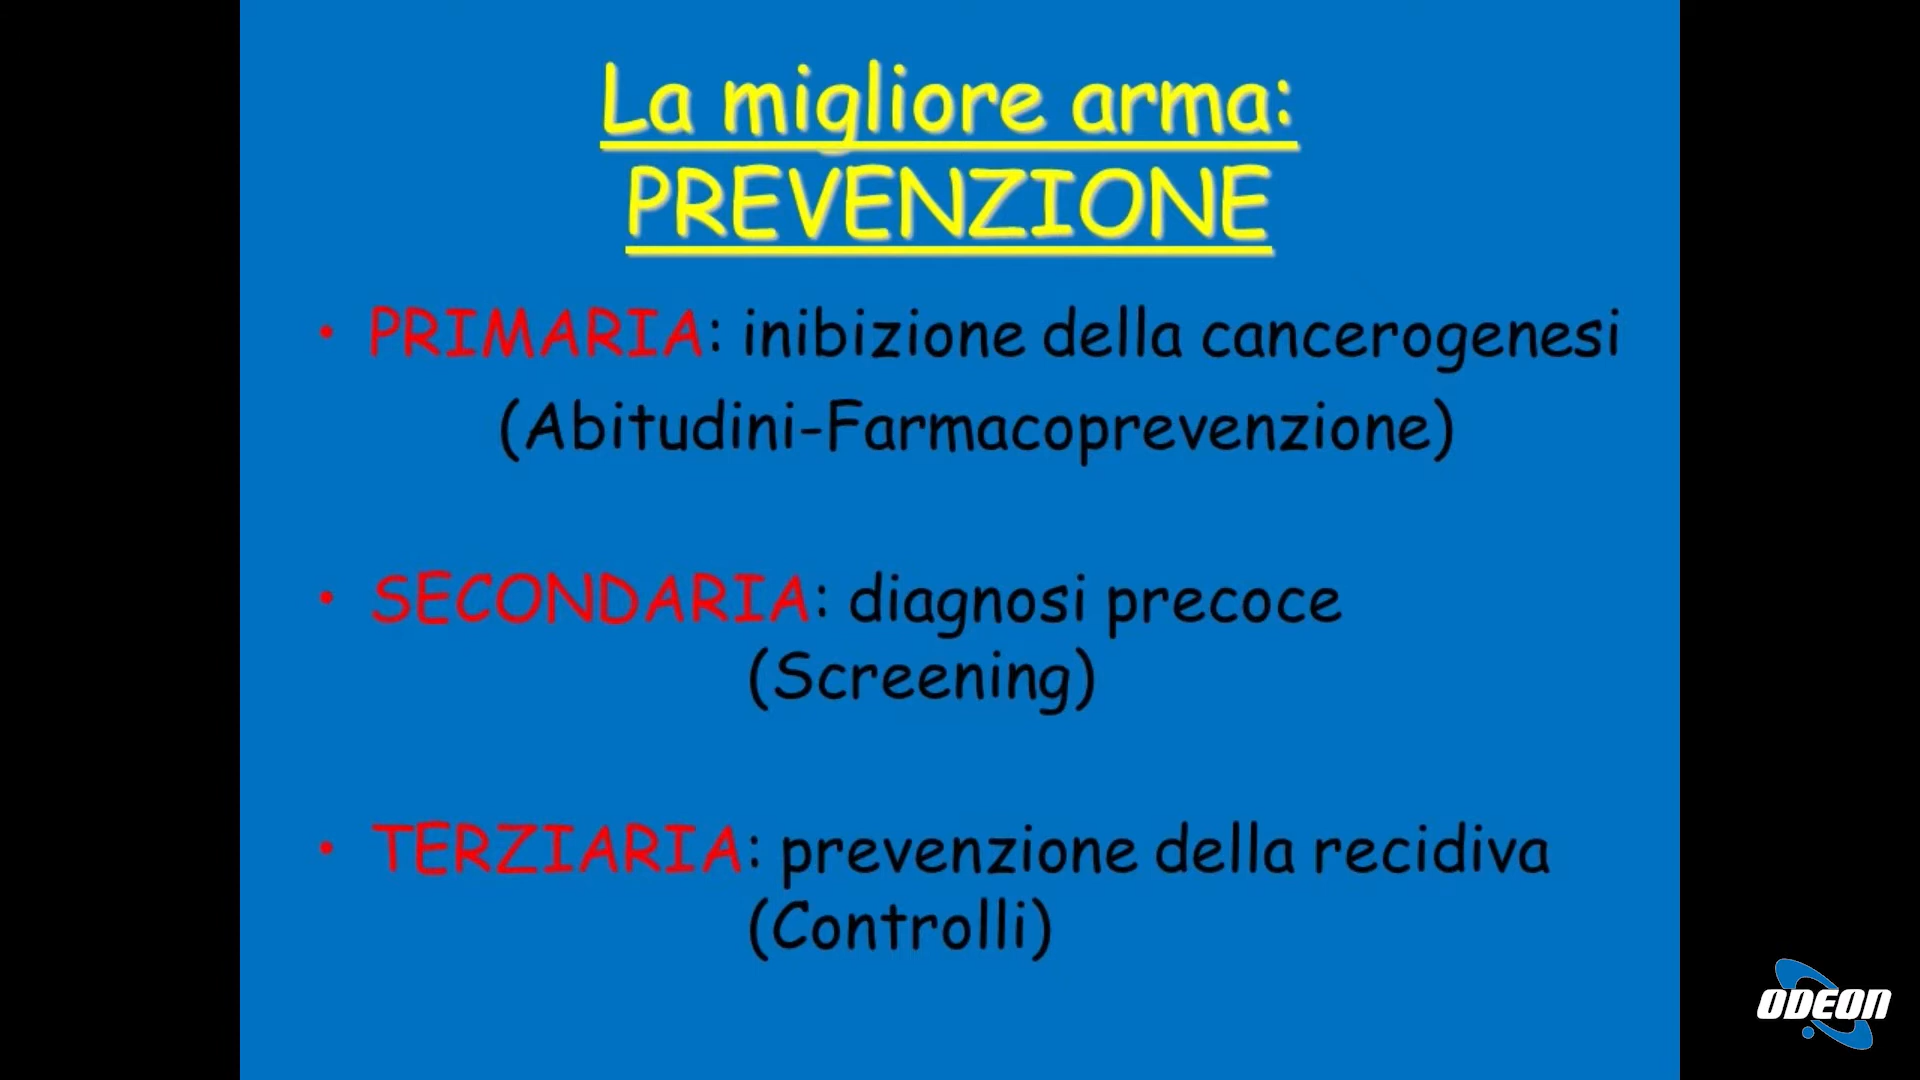 La migliore arma:
PREVENZIONE
• PRIMARIA: inibizione della cancerogenesi
(Abitudini-Farmacoprevenzione)
• SECONDARIA: diagnosi precoce
(Screening)
• TERZIARIA: prevenzione della recidiva
(Controlli)
ODEON